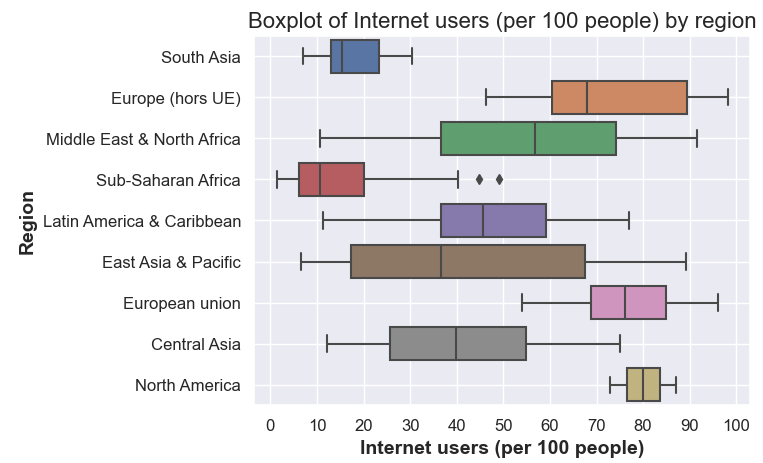 Boxplot of Internet users (per 100 people) by region
South Asia
Europe (hors UE)
Middle East & North Africa
Sub-Saharan Africa
Latin America & Caribbean
East Asia & Pacific
European union
Central Asia
North America
Region
0 10 20 30 40 50 60 70 80 90 100
Internet users (per 100 people)